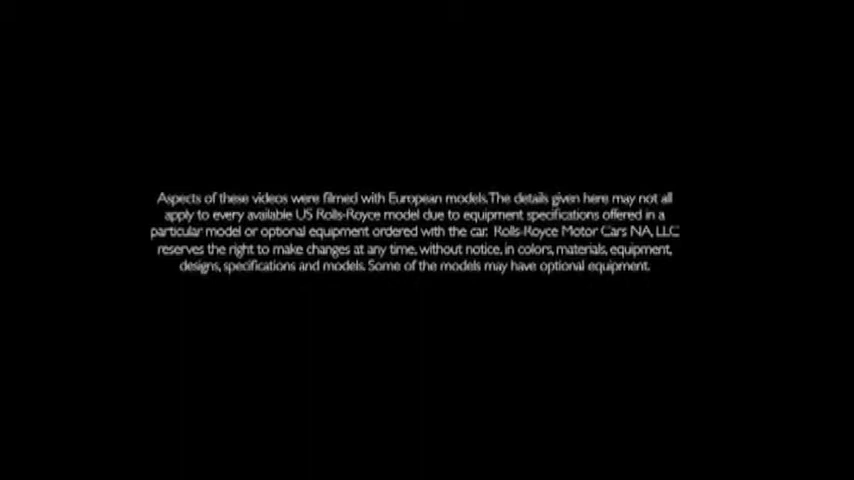 Aspects of these videos were filmed with European models. The details given here may not all
apply to every available US Rolls-Royce model due to equipment specifications offered in a
particular model or optional equipment ordered with the car. Rolls-Royce Motor Cars NA, LLC
reserves the right to make changes at any time, without notice, in colors, materials, equipment,
designs, specifications and models. Some of the models may have optional equipment.